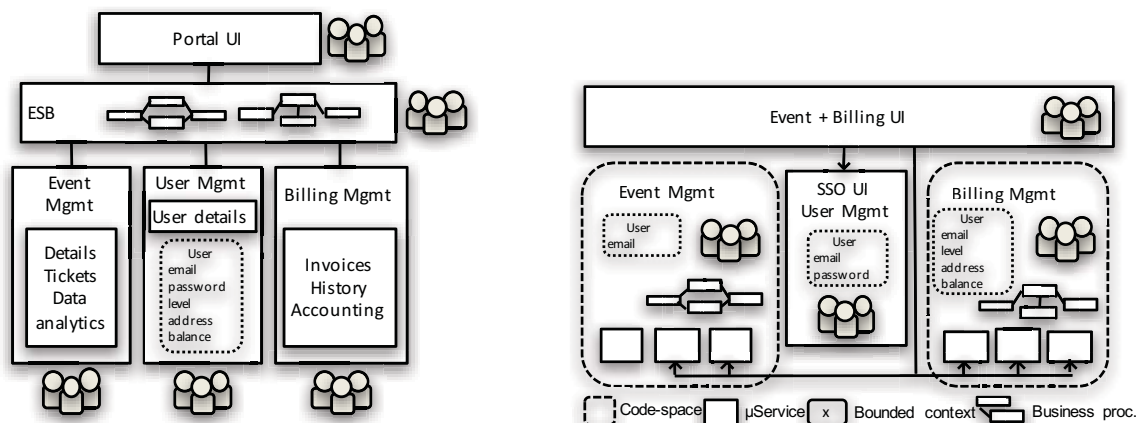 Portal UI
ESB
Event
Mgmt
Details
Tickets
Data
analytics
User Mgmt
User details
User
email
password
level
address
balance
Billing Mgmt
Invoices
History
Accounting
Event + Billing UI
Event Mgmt
User
email
SSO UI
User Mgmt
User
email
password
Billing Mgmt
User
email
level
address
balance
Code-space
µService
x
Bounded context
Business proc.